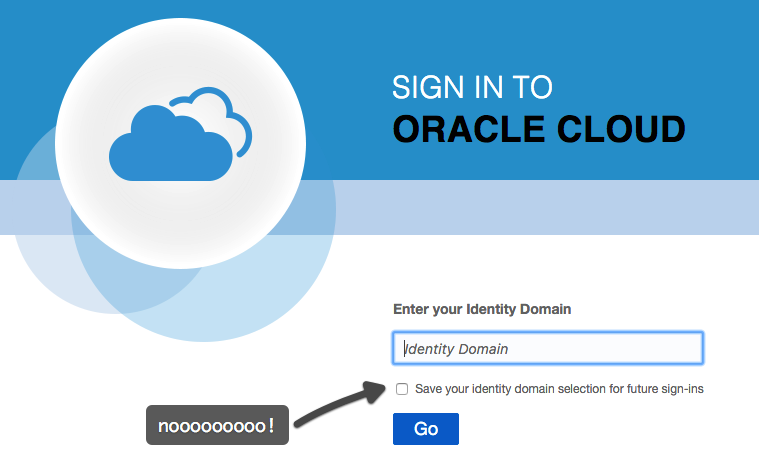 SIGN IN TO
ORACLE CLOUD
Enter your Identity Domain
Identity Domain
Save your identity domain selection for future sign-ins
nooooooooo!
Go